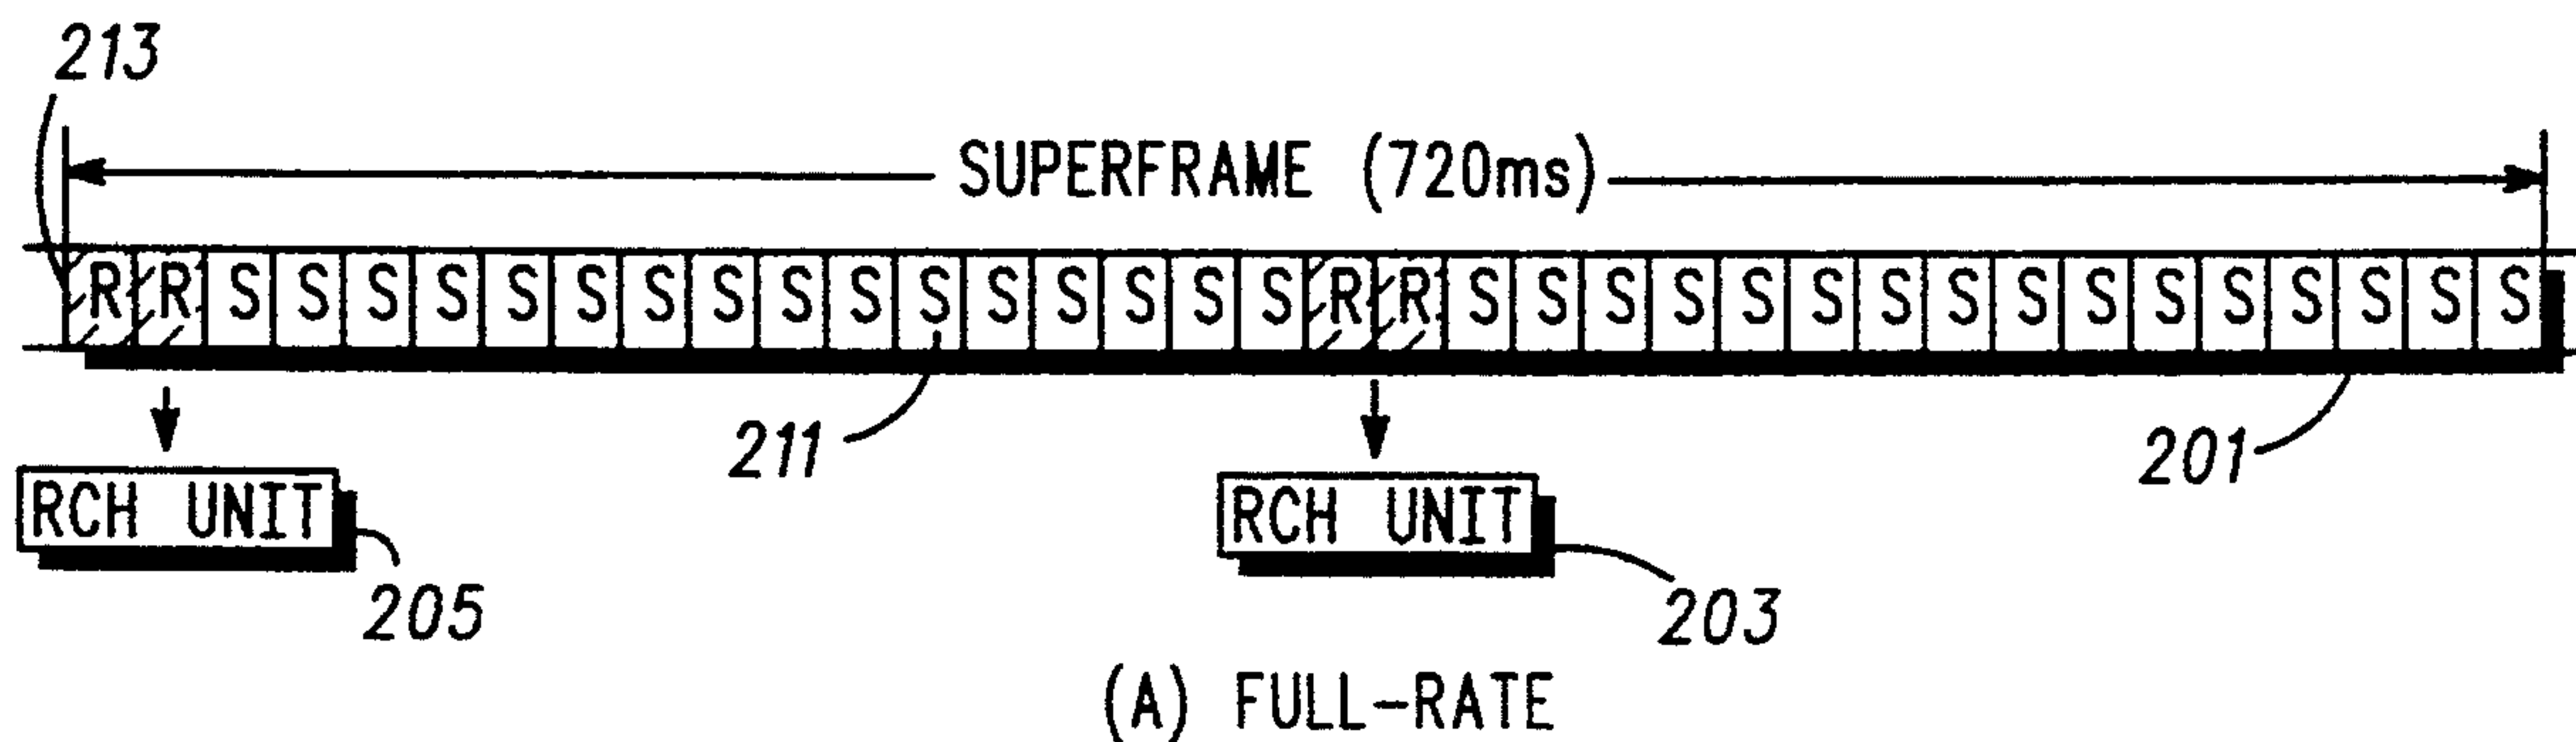 213
SUPERFRAME (720ms)
R R S S S S S S S S S S S S S S S S R R S S S S S S S S S S S S S S S S
211
201
RCH UNIT
RCH UNIT
205
203
(A) FULL-RATE